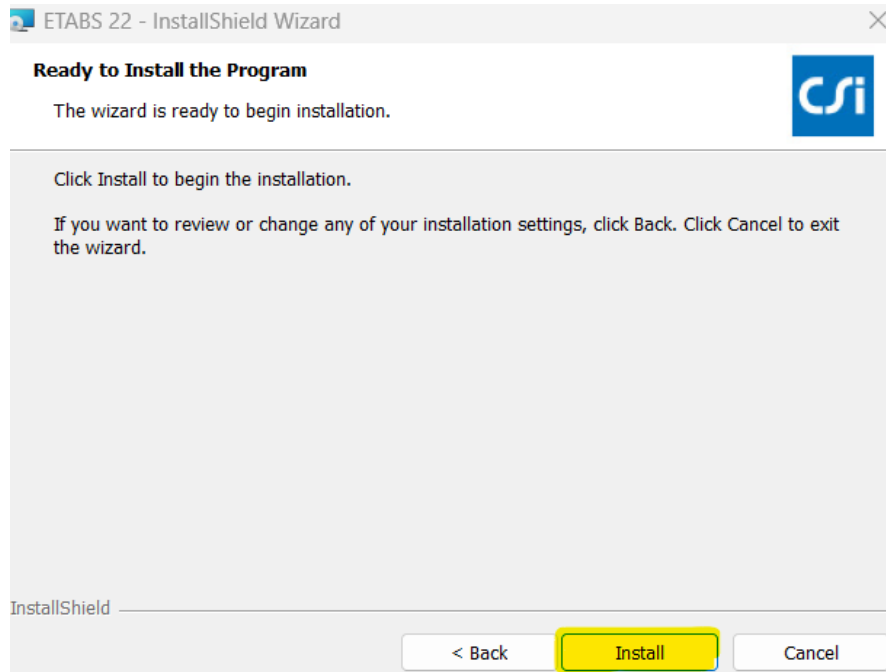 ETABS 22 - InstallShield Wizard
Ready to Install the Program
The wizard is ready to begin installation.
CSi
Click Install to begin the installation.
If you want to review or change any of your installation settings, click Back. Click Cancel to exit
the wizard.
InstallShield
< Back
Install
Cancel